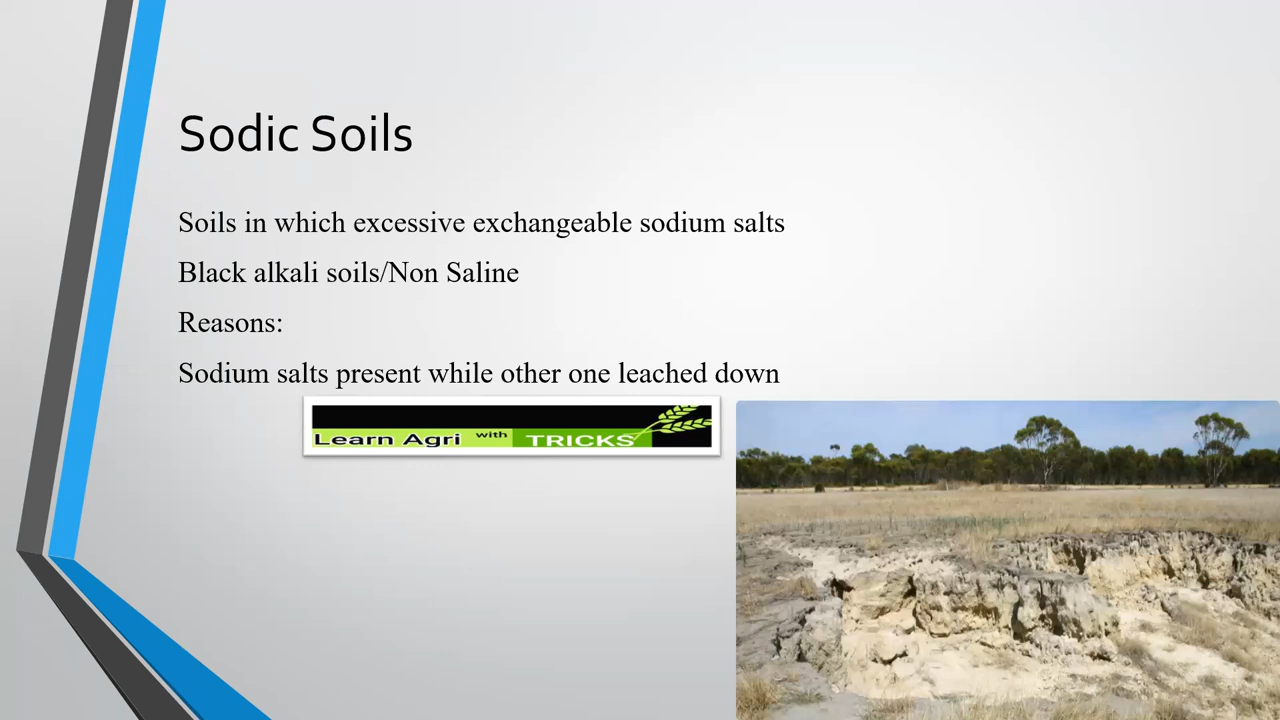 Sodic Soils
Soils in which excessive exchangeable sodium salts
Black alkali soils/Non Saline
Reasons:
Sodium salts present while other one leached down
Learn Agri with TRICKS